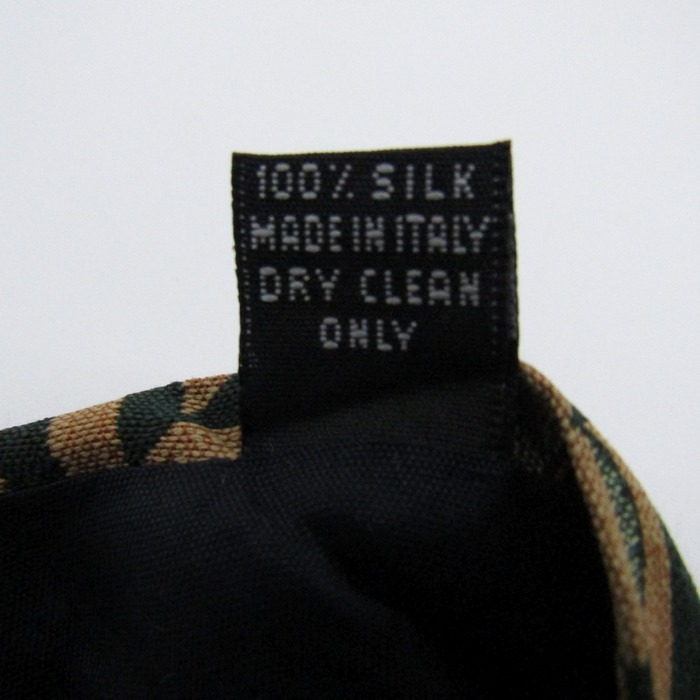 100% SILK
MADE IN ITALY
DRY CLEAN
ONLY